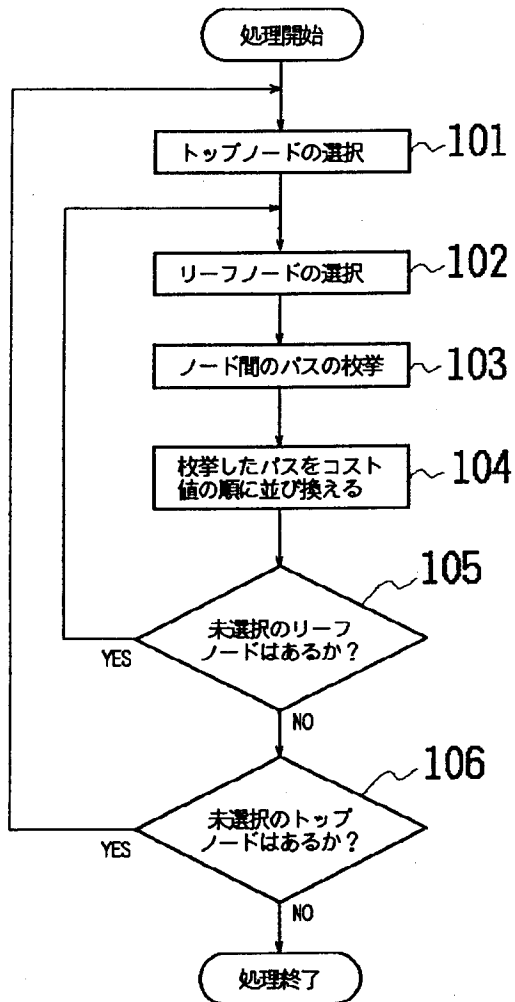 処理開始
トップノードの選択
101
リーフノードの選択
102
ノード間のパスの枚挙
103
枚挙したパスをコスト
値の順に並び換える
104
105
未選択のリーフ
ノードはあるか？
YES
NO
106
未選択のトップ
ノードはあるか？
YES
NO
処理終了